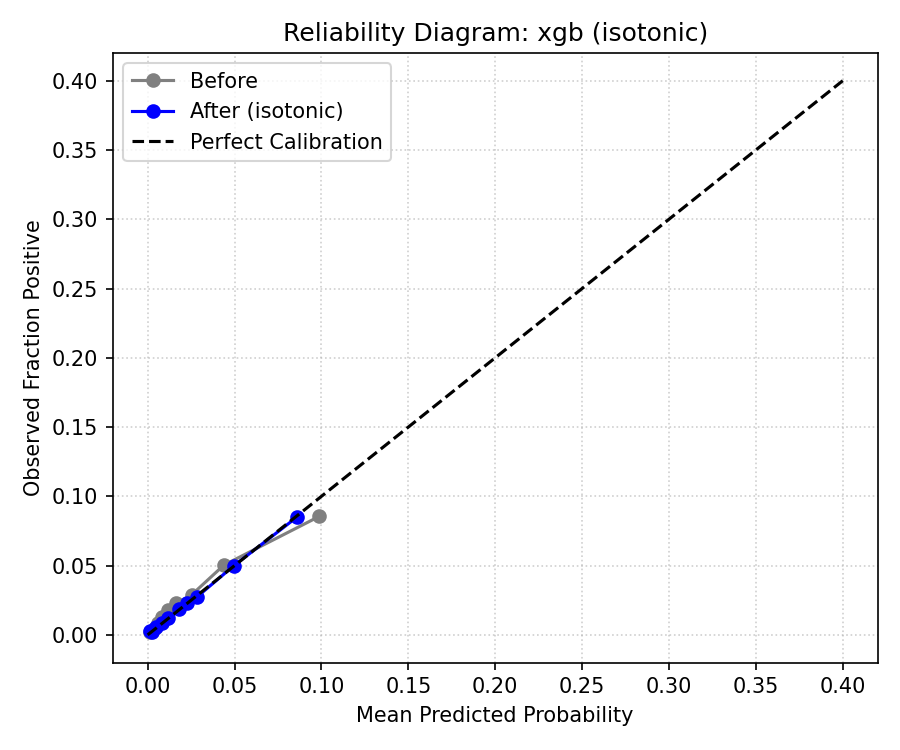 Reliability Diagram: xgb (isotonic)
Before
After (isotonic)
Perfect Calibration
0.40
0.35
0.30
0.25
0.20
0.15
0.10
0.05
0.00
Observed Fraction Positive
0.00 0.05 0.10 0.15 0.20 0.25 0.30 0.35 0.40
Mean Predicted Probability